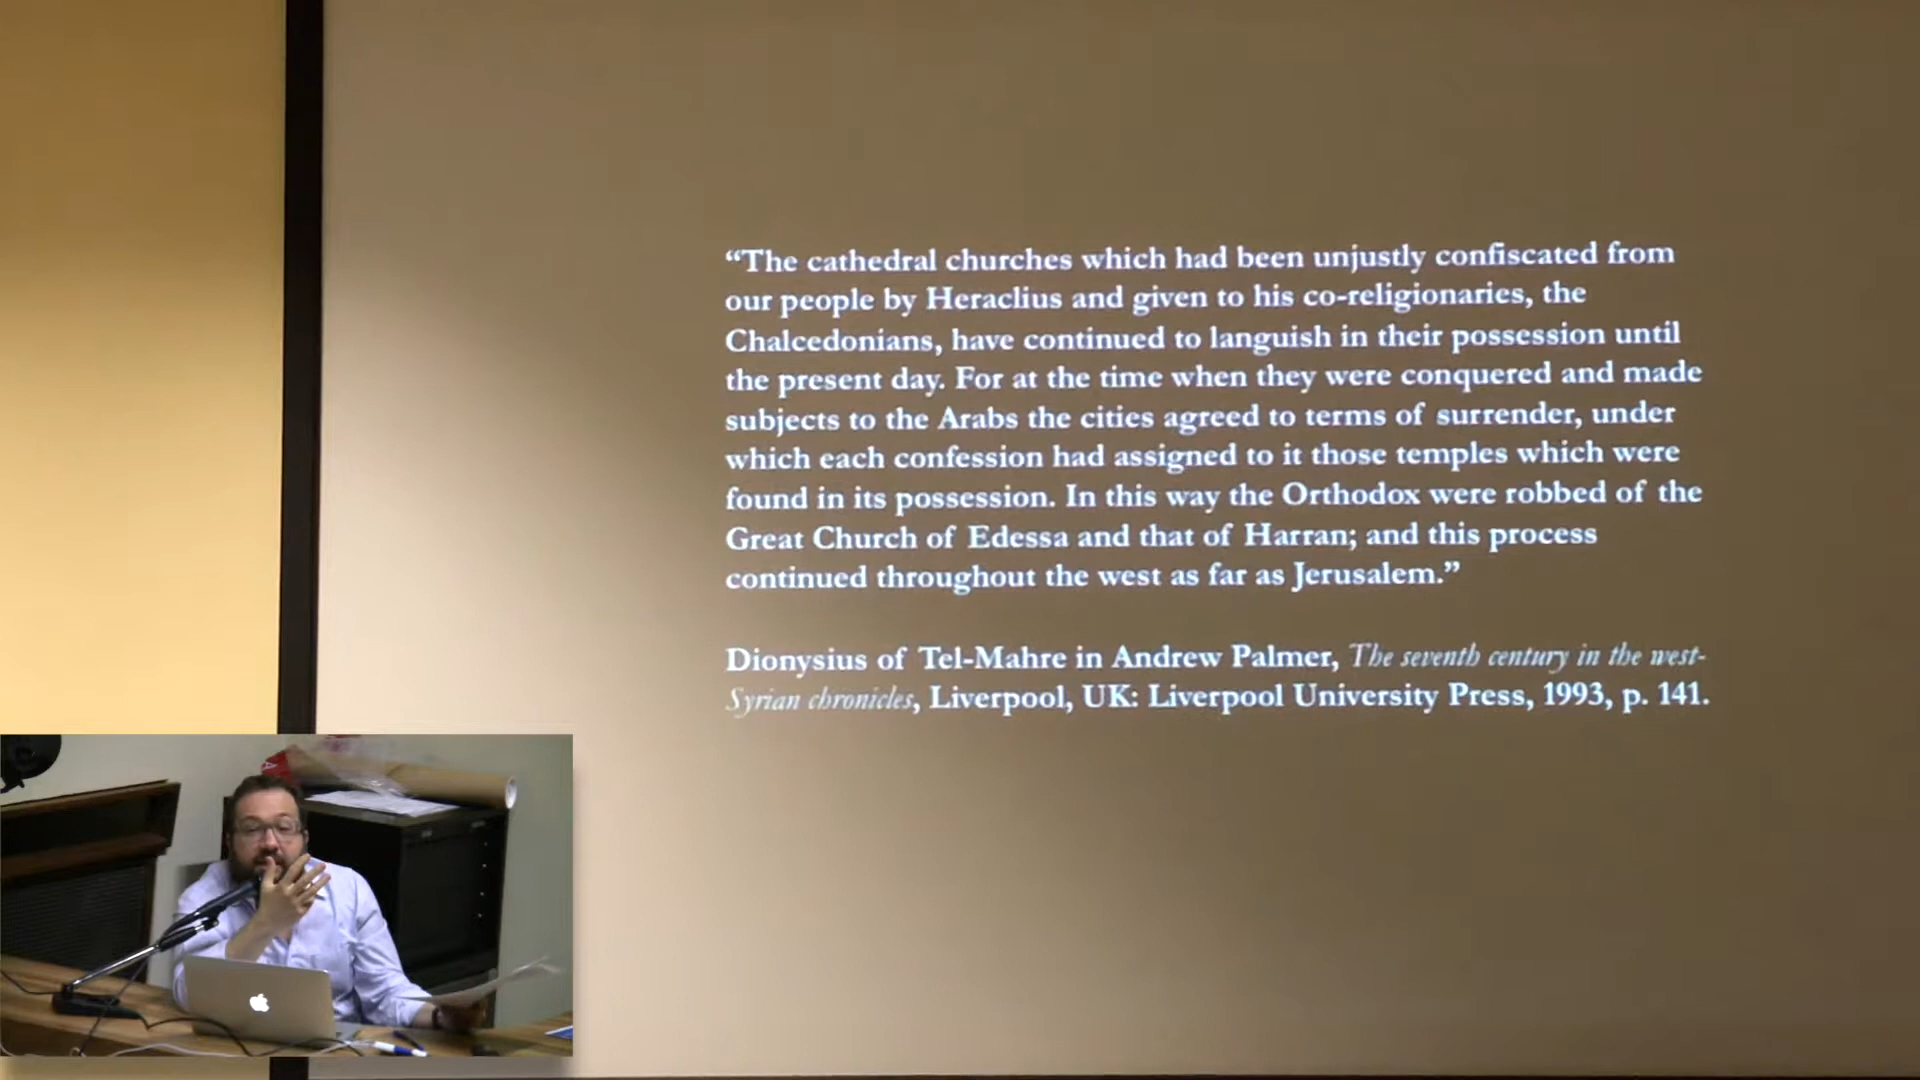 “The cathedral churches which had been unjustly confiscated from
our people by Heraclius and given to his co-religionaries, the
Chalcedonians, have continued to languish in their possession until
the present day. For at the time when they were conquered and made
subjects to the Arabs the cities agreed to terms of surrender, under
which each confession had assigned to it those temples which were
found in its possession. In this way the Orthodox were robbed of the
Great Church of Edessa and that of Harran; and this process
continued throughout the west as far as Jerusalem.”
Dionysius of Tel-Mahre in Andrew Palmer, The seventh century in the west-
Syrian chronicles, Liverpool, UK: Liverpool University Press, 1993, p. 141.